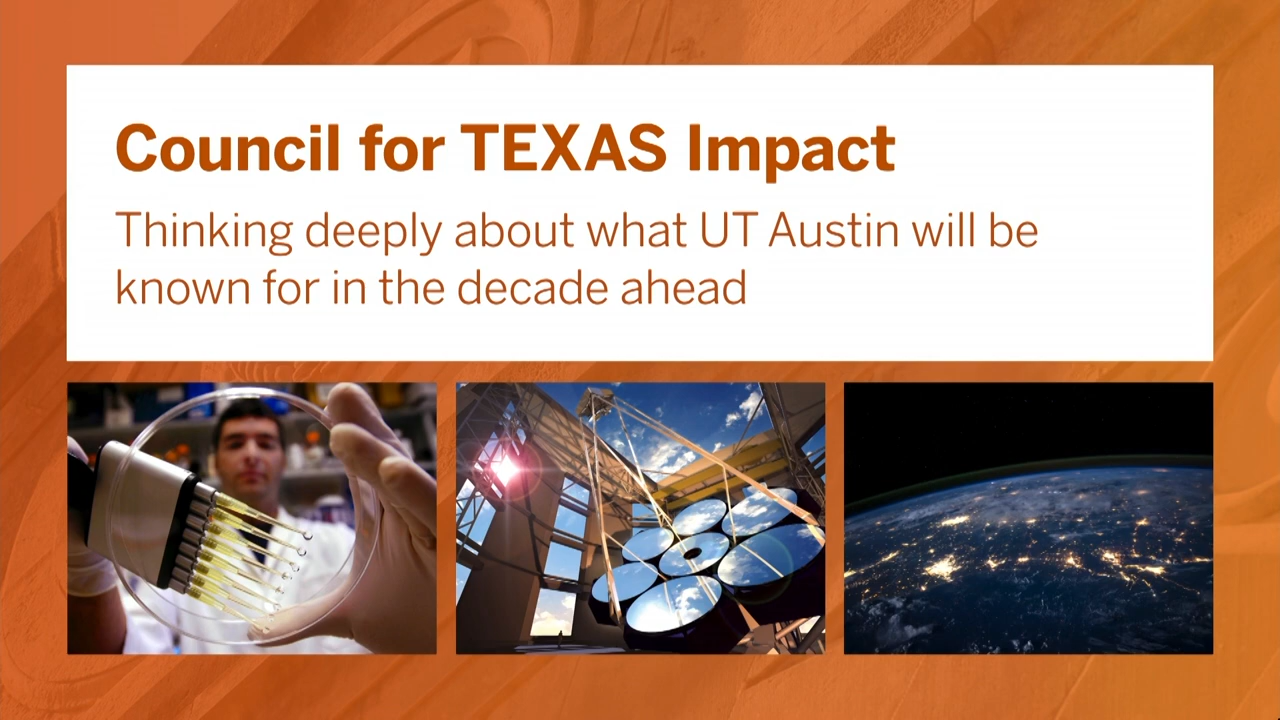 Council for TEXAS Impact
Thinking deeply about what UT Austin will be
known for in the decade ahead